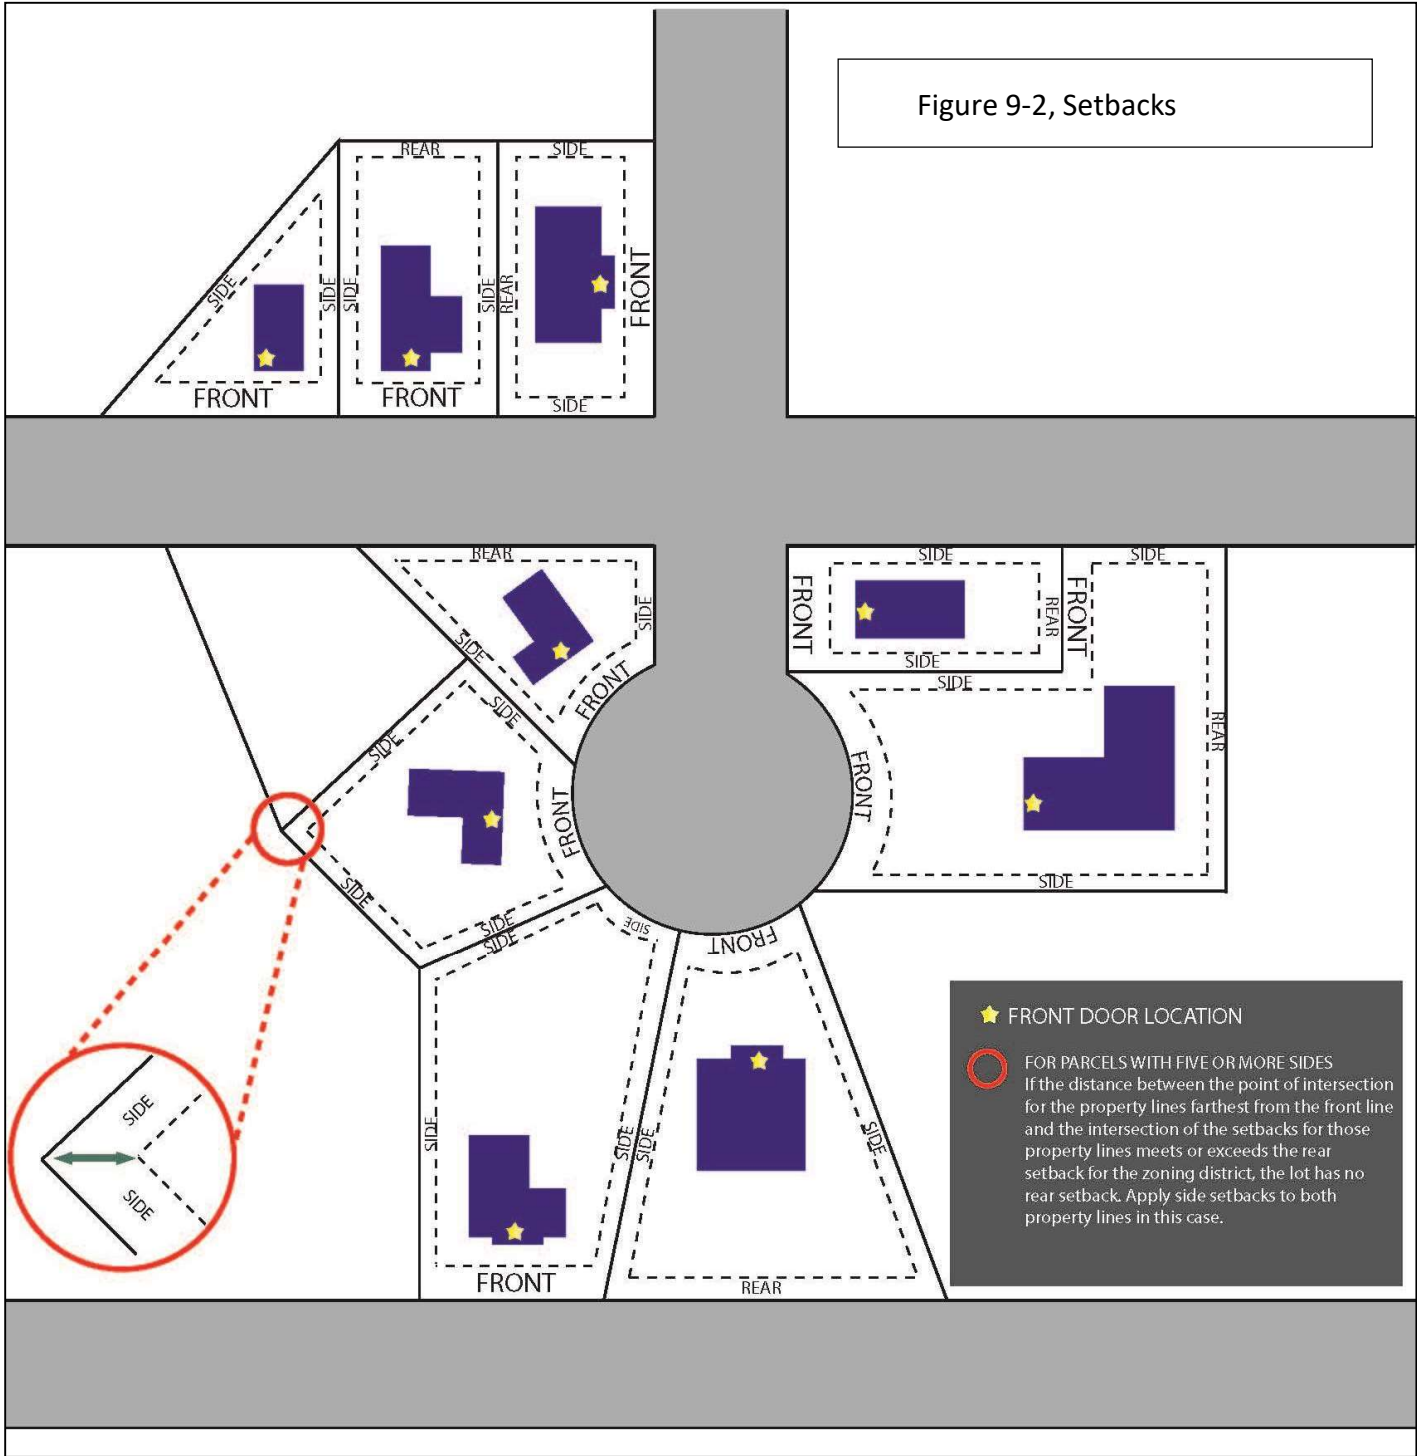 Figure 9-2, Setbacks
REAR
SIDE
SIDE
SIDE
SIDE
SIDE
REAR
FRONT
FRONT
FRONT
SIDE
REAR
SIDE
SIDE
FRONT
SIDE
SIDE
FRONT
FRONT
REAR
SIDE
SIDE
FRONT
REAR
SIDE
SIDE
SIDE
FRONT
SIDE
SIDE
SIDE
SIDE
FRONT
SIDE
SIDE
SIDE
SIDE
FRONT
REAR
SIDE
SIDE
FRONT DOOR LOCATION
FOR PARCELS WITH FIVE OR MORE SIDES
If the distance between the point of intersection
for the property lines farthest from the front line
and the intersection of the setbacks for those
property lines meets or exceeds the rear
setback for the zoning district, the lot has no
rear setback. Apply side setbacks to both
property lines in this case.